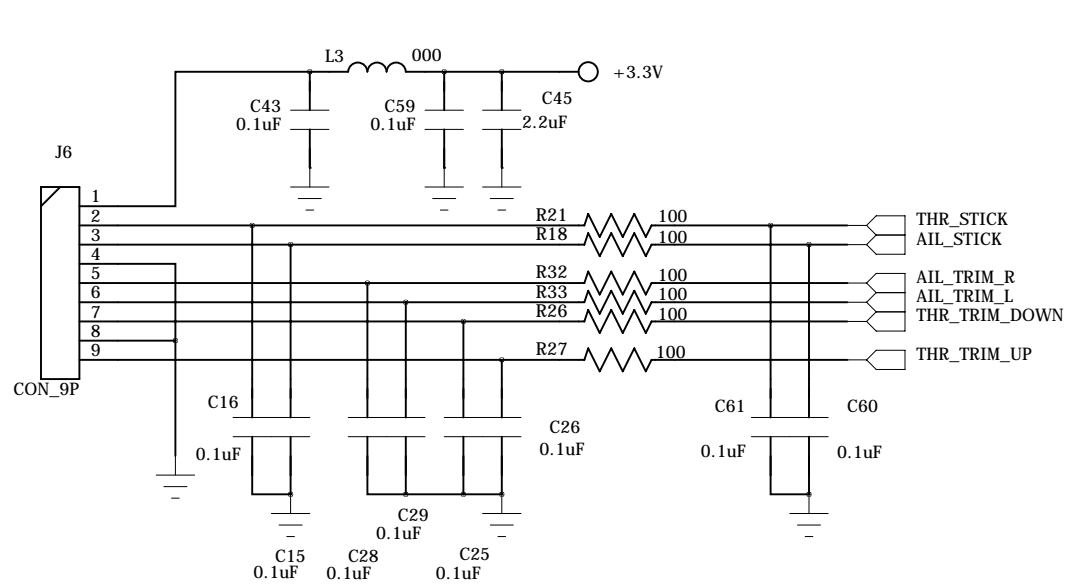 L3 000
+3.3V
C43
0.1uF
C59
0.1uF
C45
2.2uF
J6
1
2
3
4
5
6
7
8
9
CON_9P
R21 100
R18 100
R32 100
R33 100
R26 100
R27 100
THR_STICK
AIL_STICK
AIL_TRIM_R
AIL_TRIM_L
THR_TRIM_DOWN
THR_TRIM_UP
C16
0.1uF
C26
0.1uF
C61
0.1uF
C60
0.1uF
C29
0.1uF
C15
0.1uF
C28
0.1uF
C25
0.1uF